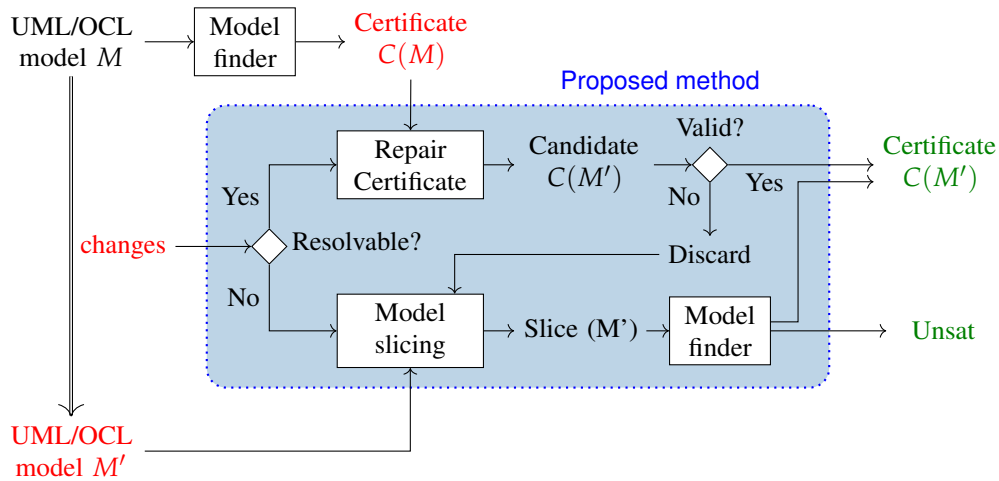 UML/OCL
model M
Model
finder
Certificate
C(M)
Proposed method
Repair
Certificate
Candidate
C(M′)
Valid?
Yes
No
Certificate
C(M′)
Yes
changes
Resolvable?
Discard
No
Model
slicing
Slice (M’)
Model
finder
Unsat
UML/OCL
model M′